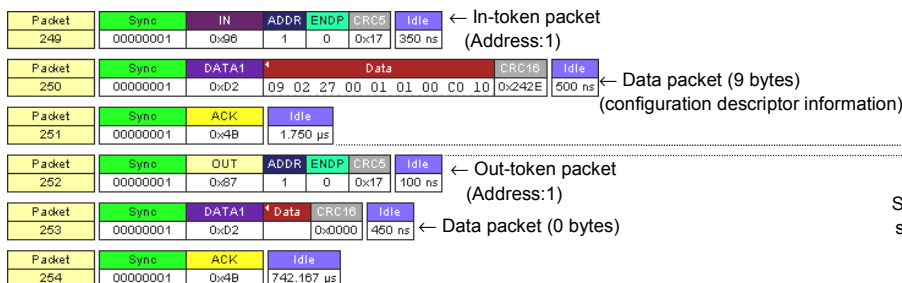 Packet Sync IN ADDR ENDP CRC5 Idle ← In-token packet
249 00000001 0x96 1 0 0x17 350 ns (Address:1)
Packet Sync DATA1 Data CRC16 Idle ← Data packet (9 bytes)
250 00000001 0xD2 09 02 27 00 01 01 00 C0 10 0x242E 500 ns (configuration descriptor information)
Packet Sync ACK Idle
251 00000001 0x4B 1.750 µs
Packet Sync OUT ADDR ENDP CRC5 Idle ← Out-token packet
252 00000001 0x87 1 0 0x17 100 ns (Address:1)
Packet Sync DATA1 Data CRC16 Idle ← Data packet (0 bytes)
253 00000001 0xD2 0x0000 450 ns
Packet Sync ACK Idle
254 00000001 0x4B 742.167 µs